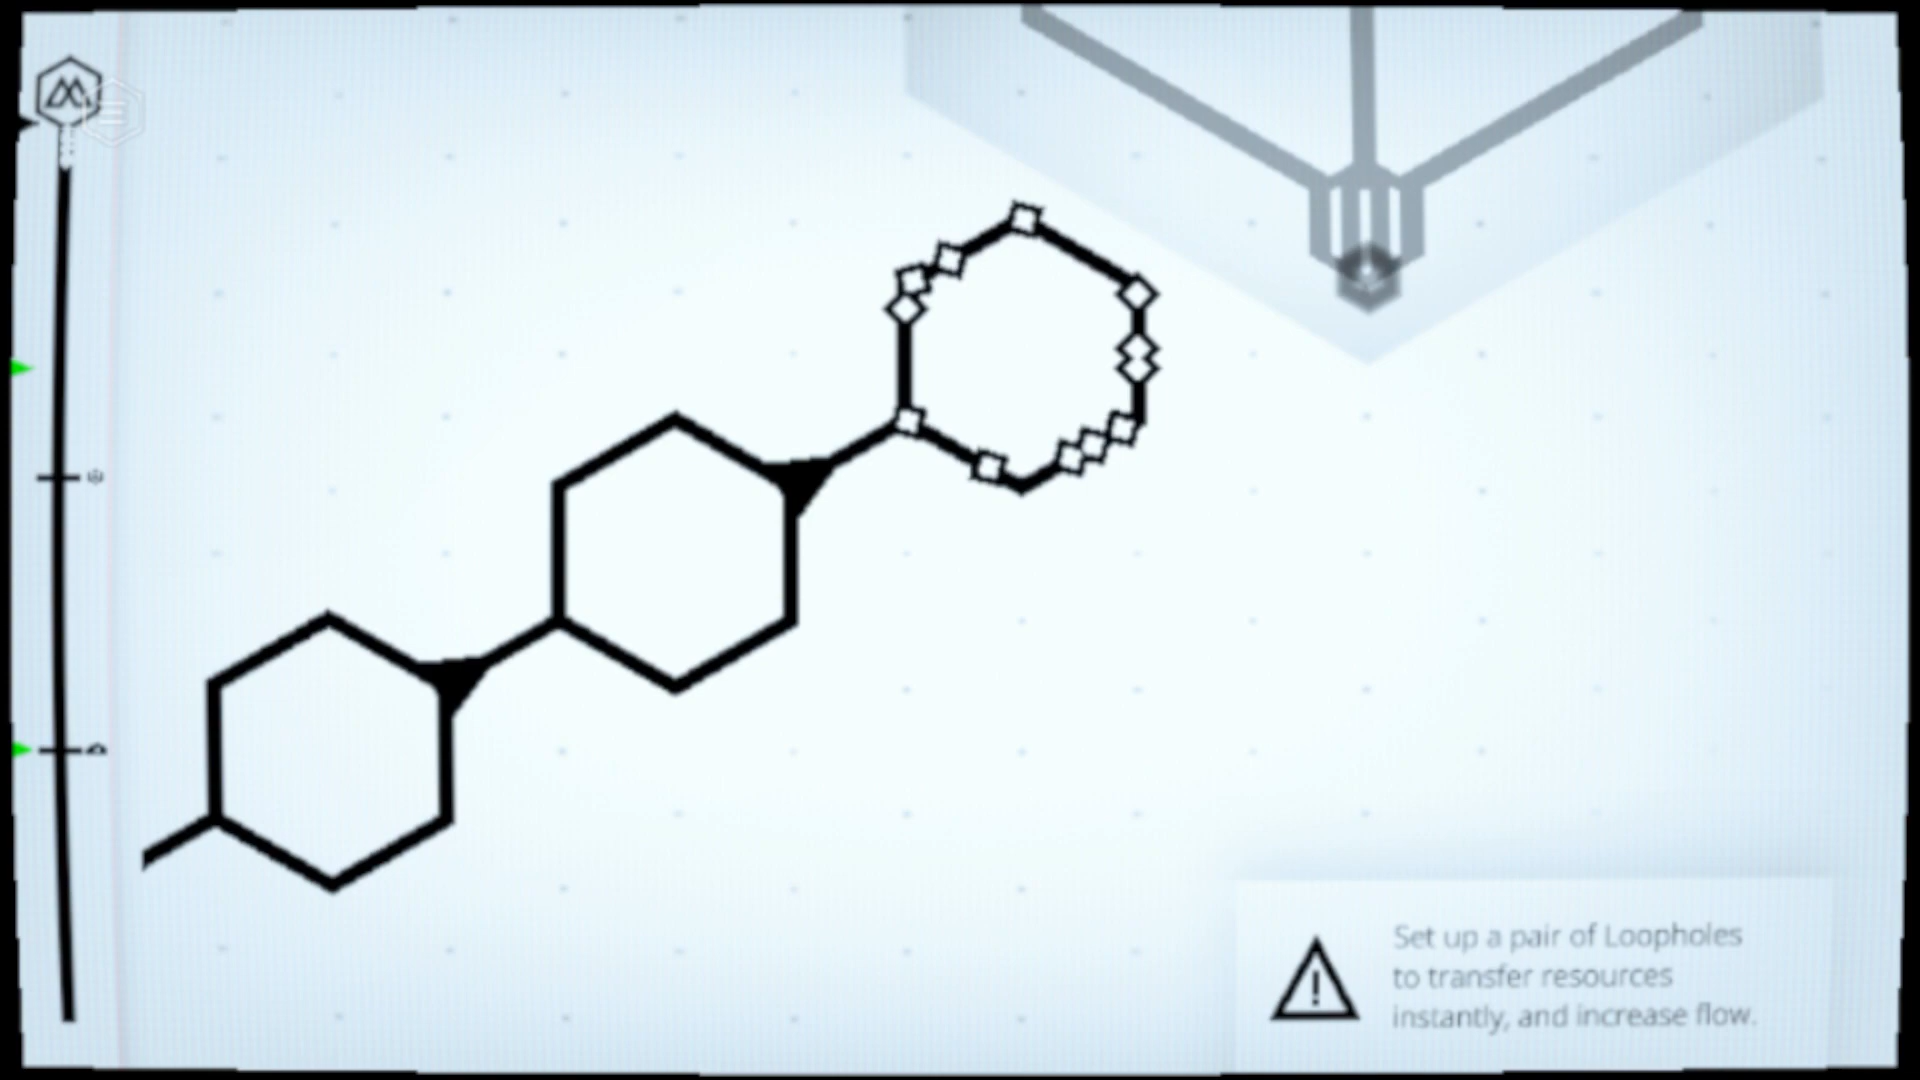 Set up a pair of Loopholes
to transfer resources
instantly, and increase flow.